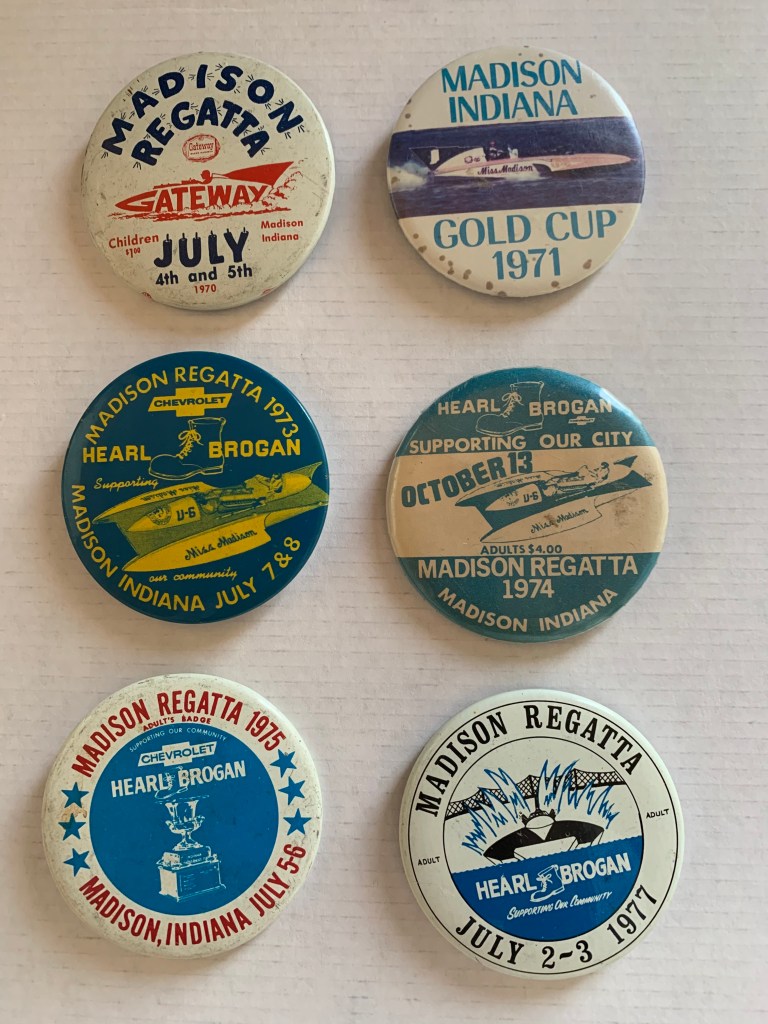 MADISON
REGATTA
Gateway
GATEWAY
Children
$1.00
JULY
Madison
Indiana
4th and 5th
1970
MADISON
INDIANA
Miss Madison
GOLD CUP
1971
MADISON REGATTA 1973
CHEVROLET
HEARL BROGAN
Supporting
U-6
Miss Madison
our community
MADISON INDIANA JULY 7 & 8
HEARL BROGAN
SUPPORTING OUR CITY
OCTOBER 13
U-6
Miss Madison
ADULTS $4.00
MADISON REGATTA
1974
MADISON INDIANA
MADISON REGATTA 1975
ADULT'S BADGE
SUPPORTING OUR COMMUNITY
CHEVROLET
HEARL BROGAN
MADISON, INDIANA JULY 5-6
MADISON REGATTA
ADULT
ADULT
HEARL BROGAN
SUPPORTING OUR COMMUNITY
JULY 2-3 1977